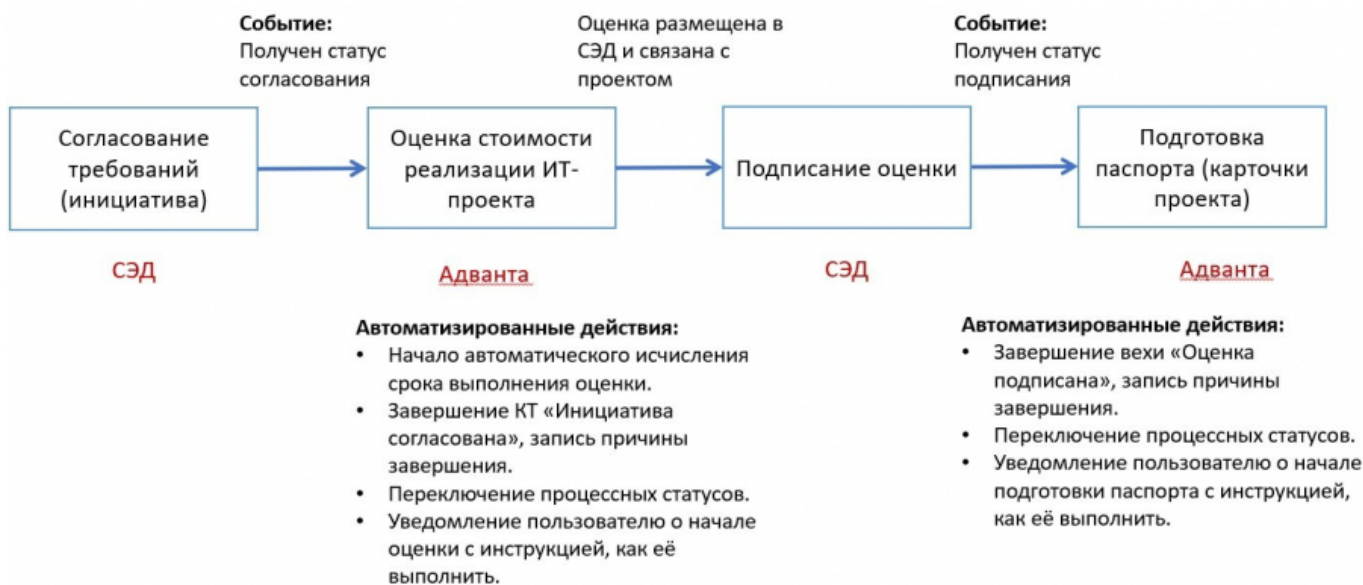 Событие:
Получен статус
согласования
Оценка размещена в
СЭД и связана с
проектом
Событие:
Получен статус
подписания
Согласование
требований
(инициатива)
Оценка стоимости
реализации ИТ-
проекта
Подписание оценки
Подготовка
паспорта (карточки
проекта)
СЭД
Адванта
СЭД
Адванта
Автоматизированные действия:
• Начало автоматического исчисления
срока выполнения оценки.
• Завершение КТ «Инициатива
согласована», запись причины
завершения.
• Переключение процессных статусов.
• Уведомление пользователю о начале
оценки с инструкцией, как её
выполнить.
Автоматизированные действия:
• Завершение вехи «Оценка
подписана», запись причины
завершения.
• Переключение процессных статусов.
• Уведомление пользователю о начале
подготовки паспорта с инструкцией,
как её выполнить.